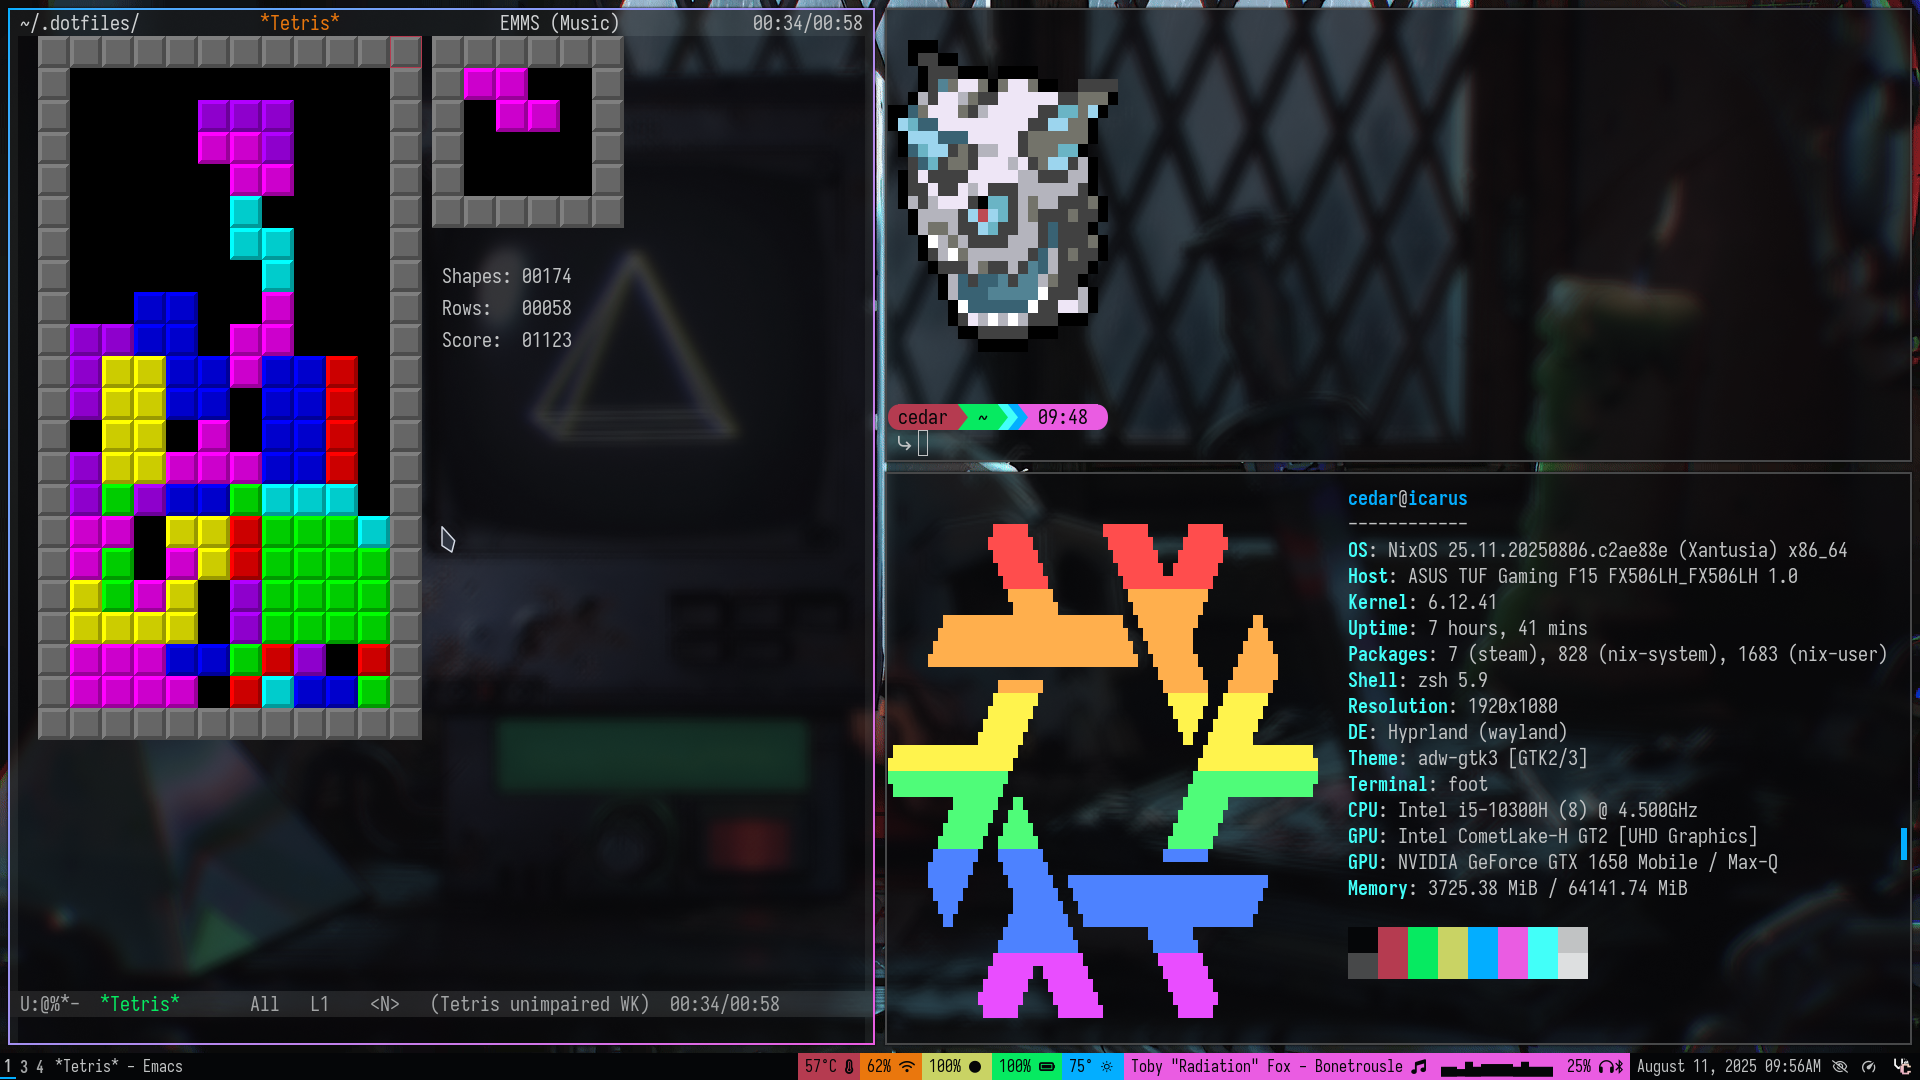 ~/.dotfiles/ *Tetris* EMMS (Music) 00:34/00:58
Shapes: 00174
Rows: 00058
Score: 01123
U:@%*- *Tetris* All L1 <N> (Tetris unimpaired WK) 00:34/00:58
cedar ~ 09:48
cedar@icarus
------------
OS: NixOS 25.11.20250806.c2ae88e (Xantusia) x86_64
Host: ASUS TUF Gaming F15 FX506LH_FX506LH 1.0
Kernel: 6.12.41
Uptime: 7 hours, 41 mins
Packages: 7 (steam), 828 (nix-system), 1683 (nix-user)
Shell: zsh 5.9
Resolution: 1920x1080
DE: Hyprland (wayland)
Theme: adw-gtk3 [GTK2/3]
Terminal: foot
CPU: Intel i5-10300H (8) @ 4.500GHz
GPU: Intel CometLake-H GT2 [UHD Graphics]
GPU: NVIDIA GeForce GTX 1650 Mobile / Max-Q
Memory: 3725.38 MiB / 64141.74 MiB
1 3 4 *Tetris* - Emacs 57°C 62% 100% 100% 75° Toby "Radiation" Fox - Bonetrousle 25% August 11, 2025 09:56AM